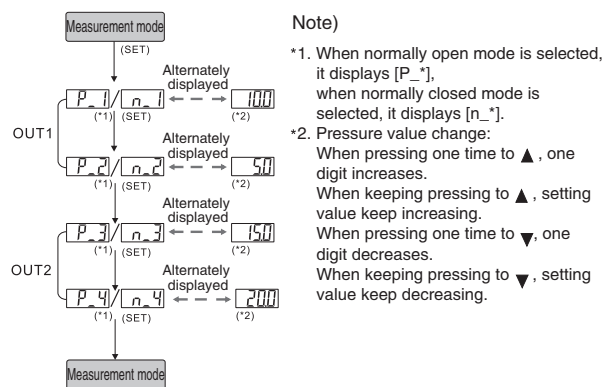 Measurement mode
(SET)
Alternately
displayed
P_1 / n_1 10.0
(*1) (SET) (*2)
OUT1
Alternately
displayed
P_2 / n_2 5.0
(*1) (SET) (*2)
Alternately
displayed
P_3 / n_3 15.0
(*1) (SET) (*2)
OUT2
Alternately
displayed
P_4 / n_4 20.0
(*1) (SET) (*2)
Measurement mode
Note)
*1. When normally open mode is selected,
it displays [P_*],
when normally closed mode is
selected, it displays [n_*].
*2. Pressure value change:
When pressing one time to ▲ , one
digit increases.
When keeping pressing to ▲ , setting
value keep increasing.
When pressing one time to ▼, one
digit decreases.
When keeping pressing to ▼ , setting
value keep decreasing.